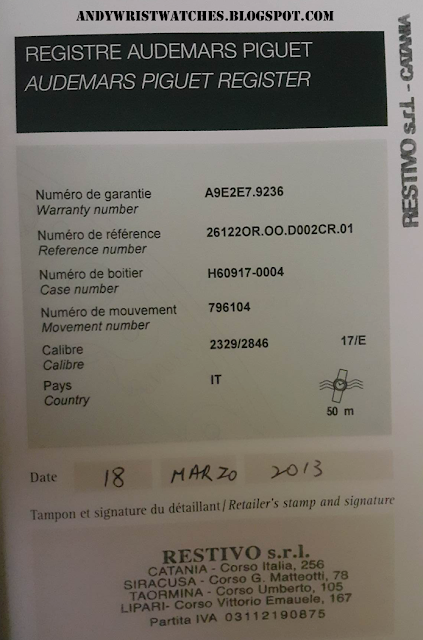 ANDYWRISTWATCHES.BLOGSPOT.COM
REGISTRE AUDEMARS PIGUET
AUDEMARS PIGUET REGISTER
RESTIVO s.r.l. - CATANIA
Numéro de garantie A9E2E7.9236
Warranty number
Numéro de référence 26122OR.OO.D002CR.01
Reference number
Numéro de boitier H60917-0004
Case number
Numéro de mouvement 796104
Movement number
Calibre 2329/2846 17/E
Calibre
Pays IT
Country
50 m
Date 18 MARZO 2013
Tampon et signature du détaillant / Retailer's stamp and signature
RESTIVO s.r.l.
CATANIA - Corso Italia, 256
SIRACUSA - Corso G. Matteotti, 78
TAORMINA - Corso Umberto, 105
LIPARI- Corso Vittorio Emauele, 167
Partita IVA 03112190875